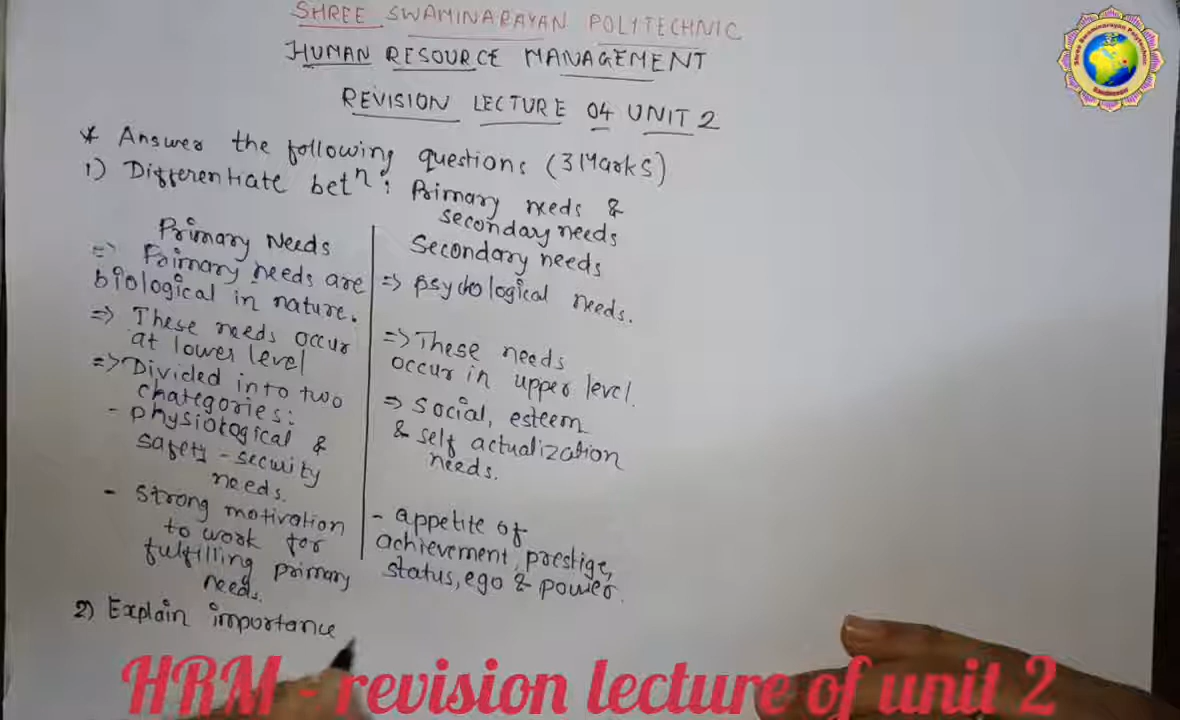 SHREE SWAMINARAYAN POLYTECHNIC
HUMAN RESOURCE MANAGEMENT
REVISION LECTURE 04 UNIT 2
* Answer the following questions (3 Marks)
1) Differentiate betn : Primary needs &
seconday needs
Primary Needs
=> Primary needs are
biological in nature.
=> These needs occur
at lower level
=> Divided into two
chategories:
- physiological &
safety - security
needs.
- Strong motivation
to work for
fulfilling primary
needs.
Secondary needs
=> psychological needs.
=> These needs
occur in upper level.
=> Social, esteem
& self actualization
needs.
- appetite of
achievement, prestige,
status, ego & power.
2) Explain importance
HRM - revision lecture of unit 2
Shree Swaminarayan Polytechnic